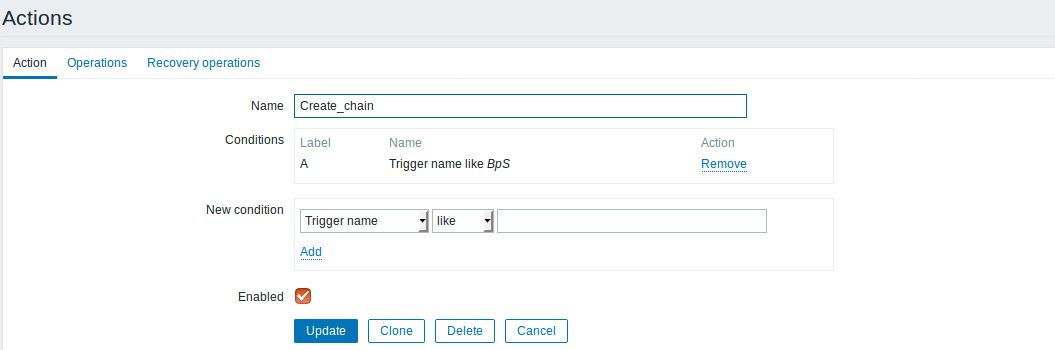 Actions
Action Operations Recovery operations
Name Create_chain
Conditions Label Name Action
A Trigger name like BpS Remove
New condition Trigger name like
Add
Enabled
Update Clone Delete Cancel